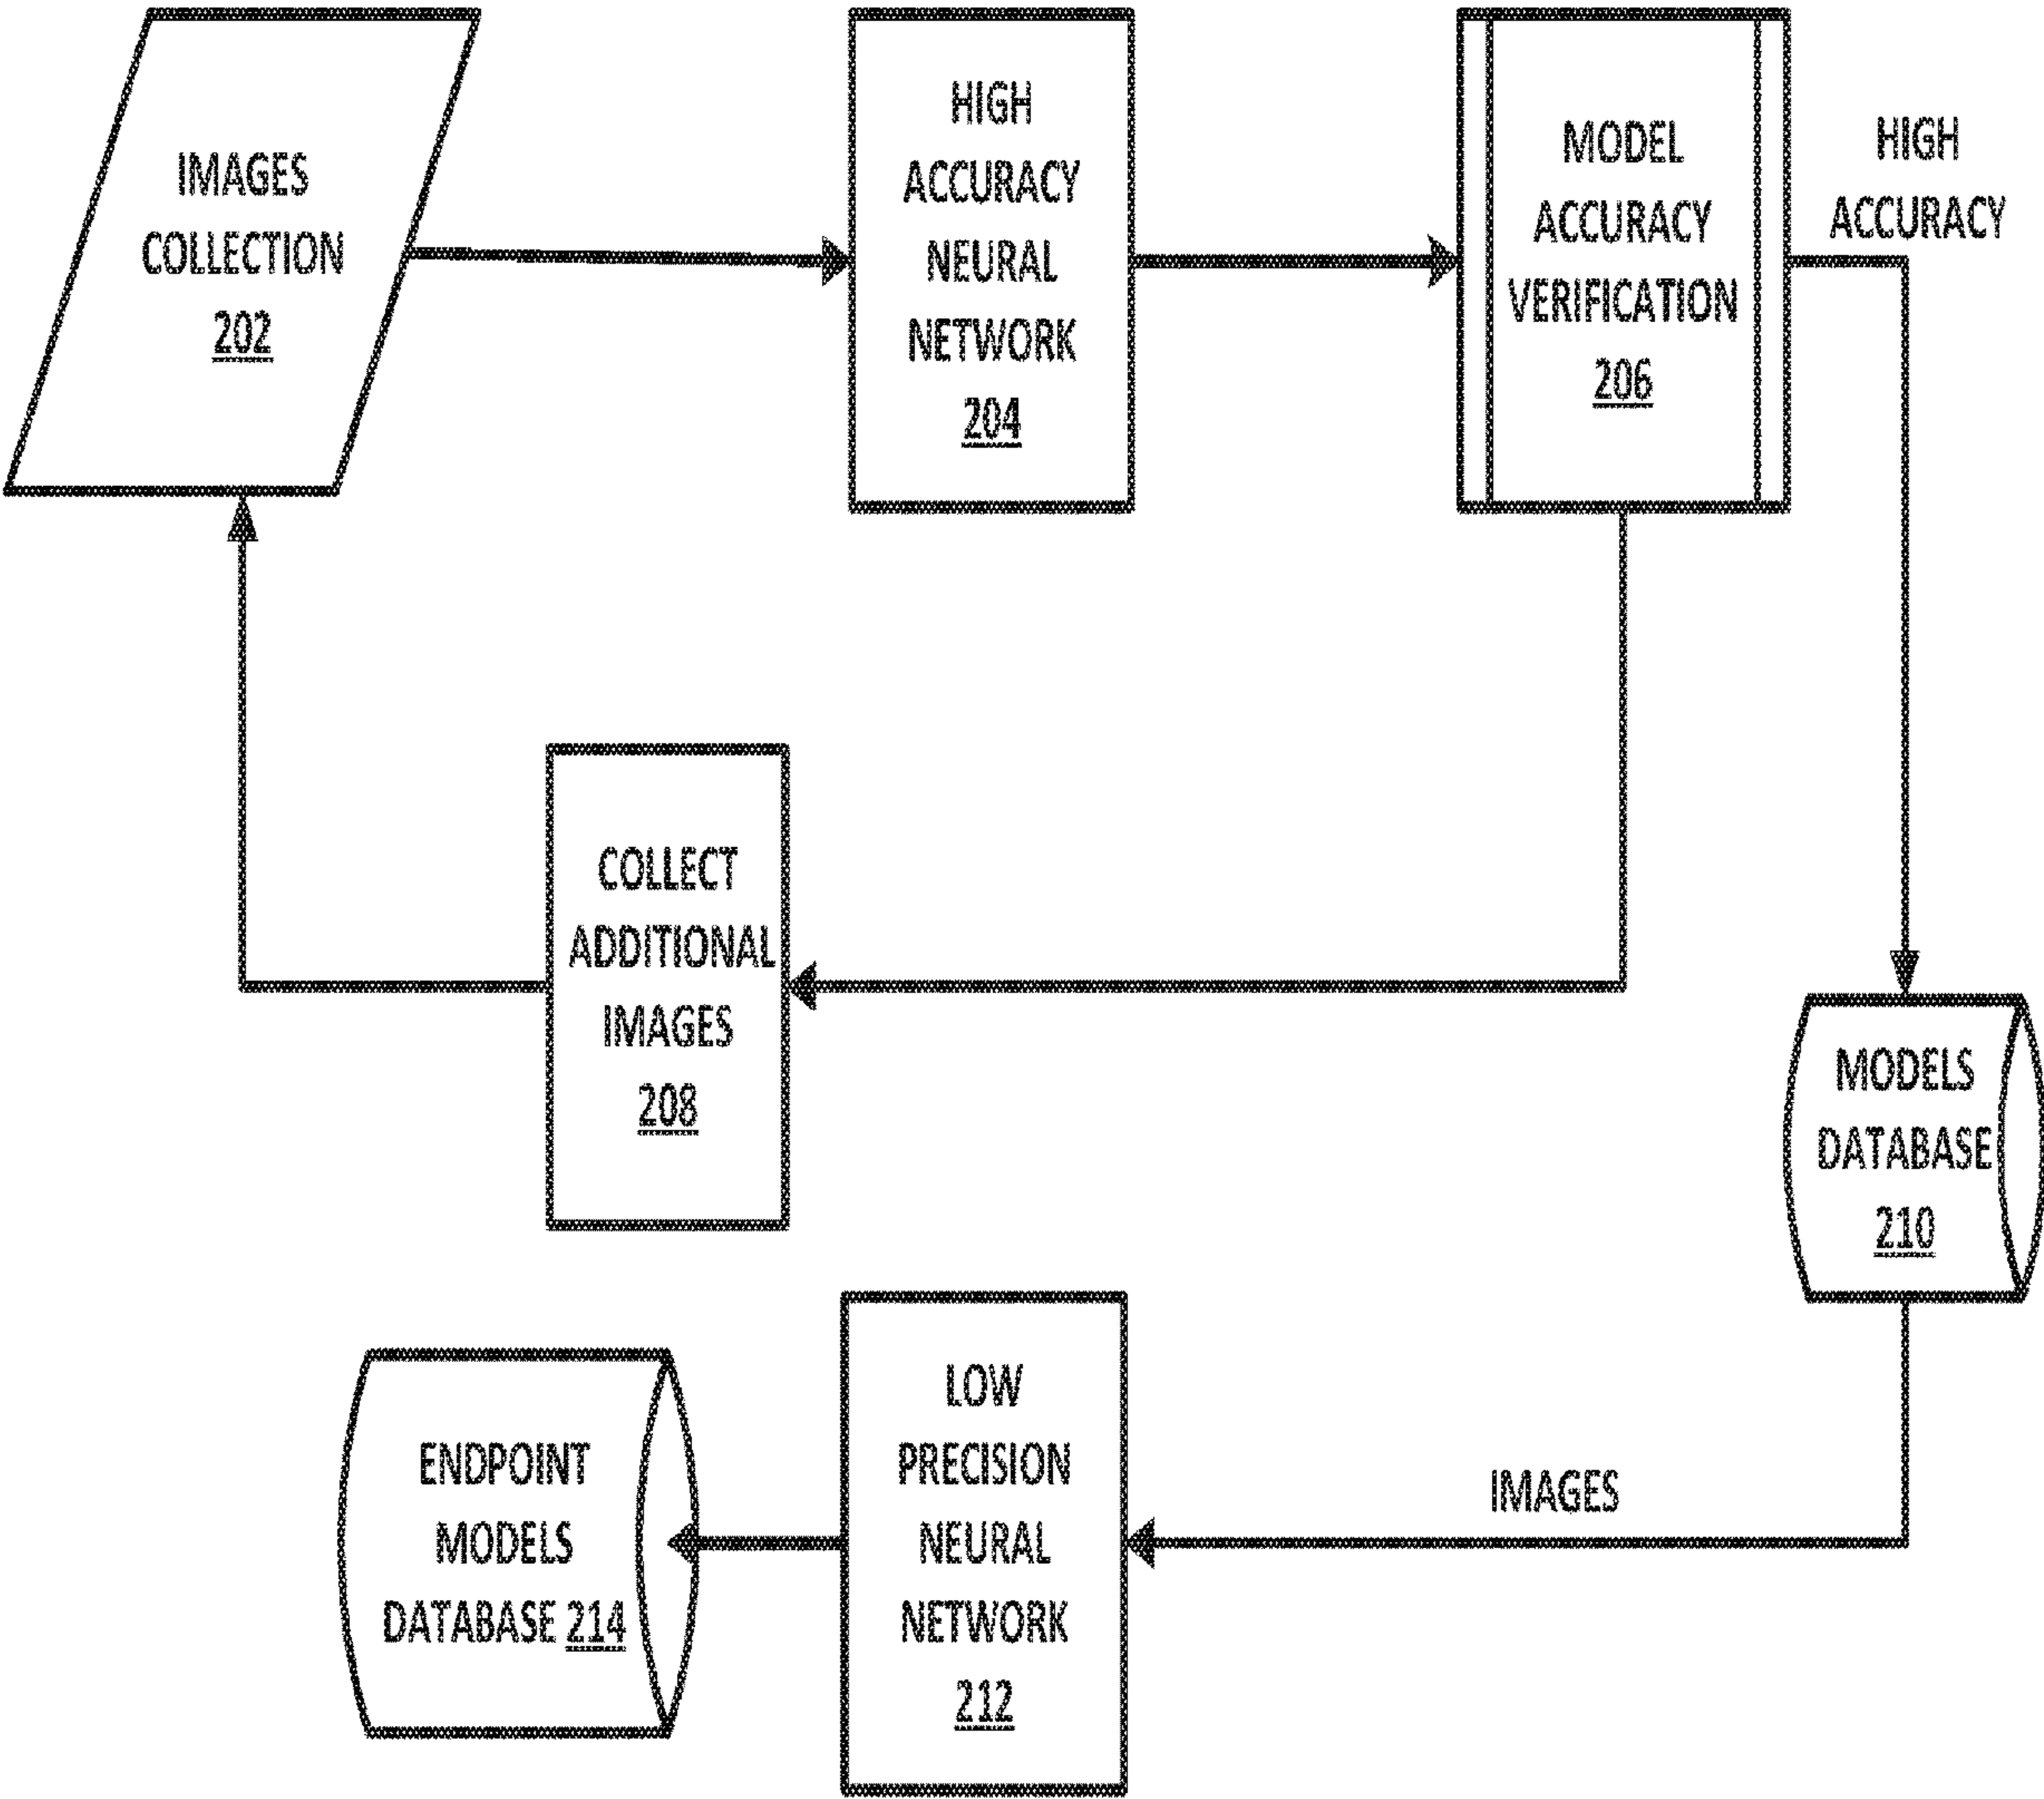 IMAGES
COLLECTION
202
HIGH
ACCURACY
NEURAL
NETWORK
204
MODEL
ACCURACY
VERIFICATION
206
HIGH
ACCURACY
COLLECT
ADDITIONAL
IMAGES
208
MODELS
DATABASE
210
ENDPOINT
MODELS
DATABASE 214
LOW
PRECISION
NEURAL
NETWORK
212
IMAGES